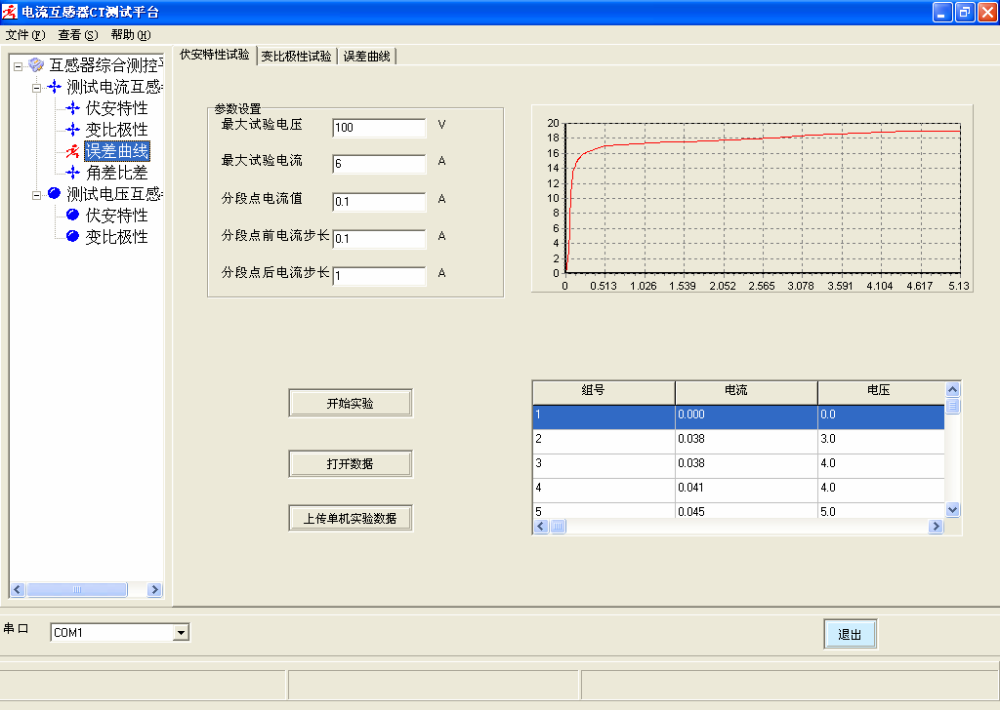 电流互感器CT测试平台
文件(F) 查看(S) 帮助(H)
互感器综合测控
测试电流互感
伏安特性
变比极性
误差曲线
角差比差
测试电压互感
伏安特性
变比极性
伏安特性试验 变比极性试验 误差曲线
参数设置
最大试验电压 100 V
最大试验电流 6 A
分段点电流值 0.1 A
分段点前电流步长 0.1 A
分段点后电流步长 1 A
20
18
16
14
12
10
8
6
4
2
0
0 0.513 1.026 1.539 2.052 2.565 3.078 3.591 4.104 4.617 5.13
开始实验
打开数据
上传单机实验数据
组号 电流 电压
1 0.000 0.0
2 0.038 3.0
3 0.038 4.0
4 0.041 4.0
5 0.045 5.0
串口 COM1
退出